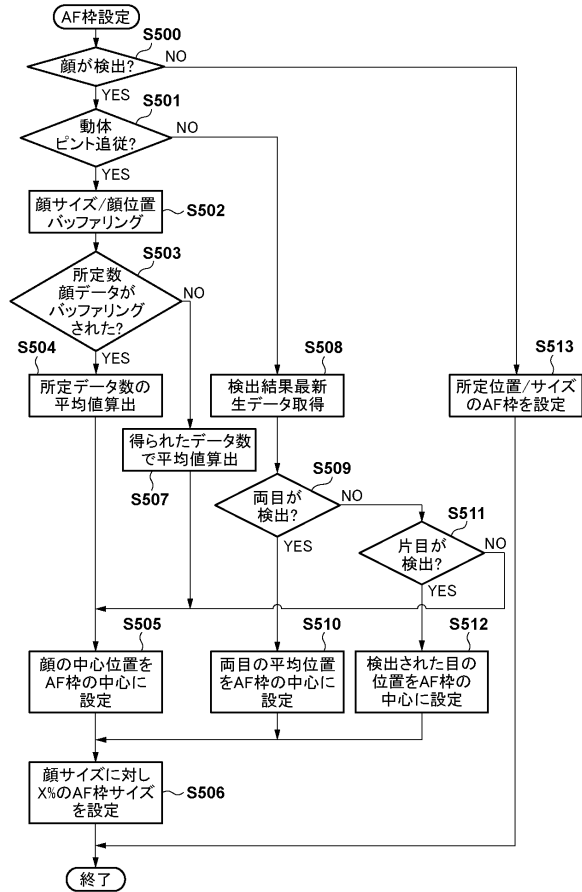 AF枠設定
S500
顔が検出?
NO
YES
S501
動体
ピント追従?
NO
YES
顔サイズ/顔位置
バッファリング
S502
S503
所定数
顔データが
バッファリング
された?
NO
YES
S504
所定データ数の
平均値算出
S508
検出結果最新
生データ取得
S513
所定位置/サイズ
のAF枠を設定
得られたデータ数
で平均値算出
S507
S509
両目が
検出?
NO
YES
S511
片目が
検出?
NO
YES
S505
顔の中心位置を
AF枠の中心に
設定
S510
両目の平均位置
をAF枠の中心に
設定
S512
検出された目の
位置をAF枠の
中心に設定
顔サイズに対し
X%のAF枠サイズ
を設定
S506
終了